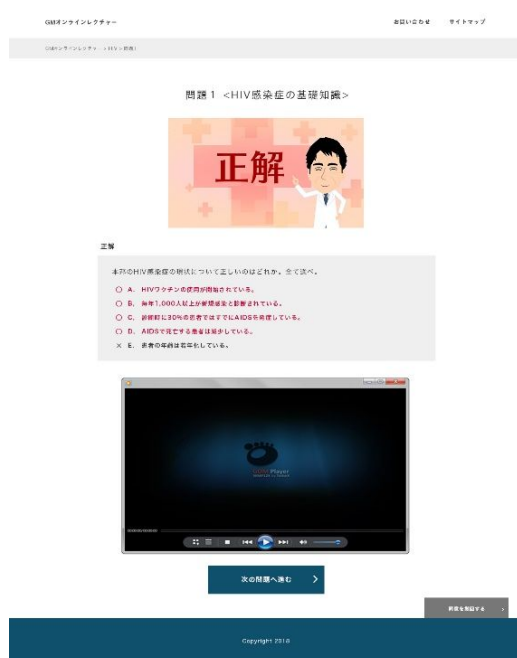 GIMオンラインレクチャー
お問い合わせ サイトマップ
問題1 <HIV感染症の基礎知識>
正解
正解
本邦のHIV感染症の現状について正しいのはどれか。全て選べ。
○ A. HIVワクチンの使用が開始されている。
○ B. 毎年1,000人以上が新規感染と診断されている。
○ C. 診断時に30%の患者ではすでにAIDSを発症している。
○ D. AIDSで死亡する患者は減少している。
× E. 患者の年齢は若年化している。
Player
次の問題へ進む
Copyright 2018